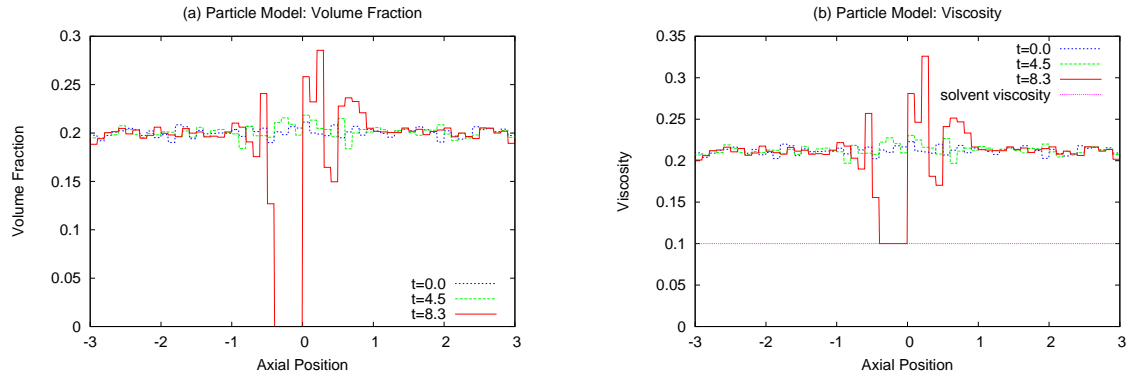 (a) Particle Model: Volume Fraction
0.3
0.25
0.2
0.15
0.1
0.05
0
Volume Fraction
t=0.0
t=4.5
t=8.3
-3 -2 -1 0 1 2 3
Axial Position
(b) Particle Model: Viscosity
0.35
0.3
0.25
0.2
0.15
0.1
0.05
0
Viscosity
t=0.0
t=4.5
t=8.3
solvent viscosity
-3 -2 -1 0 1 2 3
Axial Position